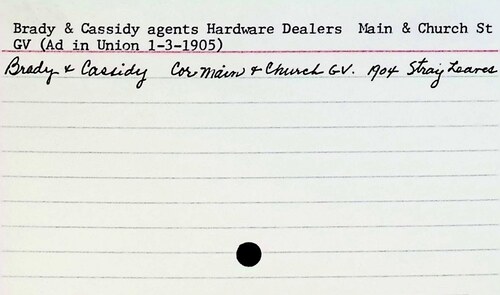 Brady & Cassidy agents Hardware Dealers Main & Church St
GV (Ad in Union 1-3-1905)
Brady & Cassidy Cor Main & Church GV. 1904 Stray Leaves